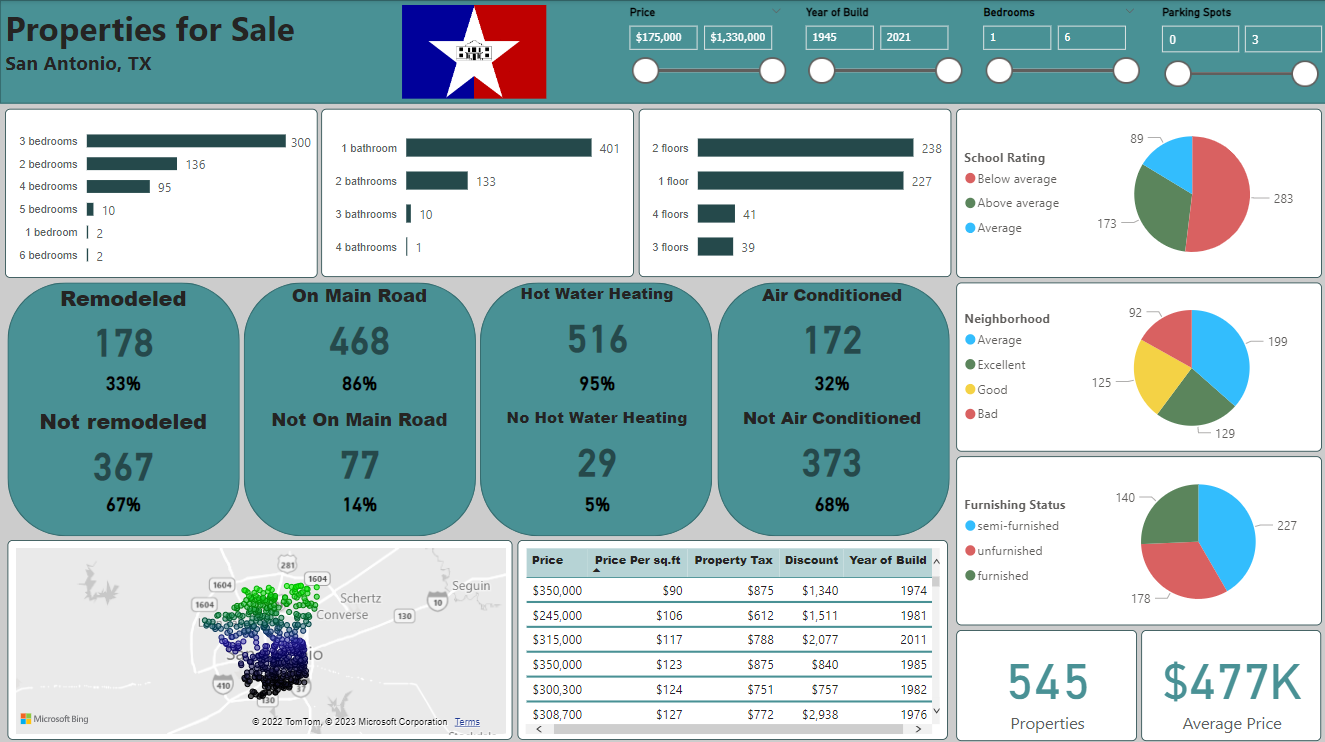 Properties for Sale
San Antonio, TX
Price
$175,000
$1,330,000
Year of Build
1945
2021
Bedrooms
1
6
Parking Spots
0
3
3 bedrooms 300
2 bedrooms 136
4 bedrooms 95
5 bedrooms 10
1 bedroom 2
6 bedrooms 2
1 bathroom 401
2 bathrooms 133
3 bathrooms 10
4 bathrooms 1
2 floors 238
1 floor 227
4 floors 41
3 floors 39
School Rating
Below average
Above average
Average
89
283
173
Remodeled
178
33%
Not remodeled
367
67%
On Main Road
468
86%
Not On Main Road
77
14%
Hot Water Heating
516
95%
No Hot Water Heating
29
5%
Air Conditioned
172
32%
Not Air Conditioned
373
68%
Neighborhood
Average
Excellent
Good
Bad
92
199
125
129
Furnishing Status
semi-furnished
unfurnished
furnished
140
227
178
281
1604
1604
1604
Schertz
Converse
Seguin
10
130
410
37
130
Microsoft Bing
© 2022 TomTom, © 2023 Microsoft Corporation Terms
Price Price Per sq.ft Property Tax Discount Year of Build
$350,000 $90 $875 $1,340 1974
$245,000 $106 $612 $1,511 1981
$315,000 $117 $788 $2,077 2011
$350,000 $123 $875 $840 1985
$300,300 $124 $751 $757 1982
$308,700 $127 $772 $2,938 1976
545
Properties
$477K
Average Price